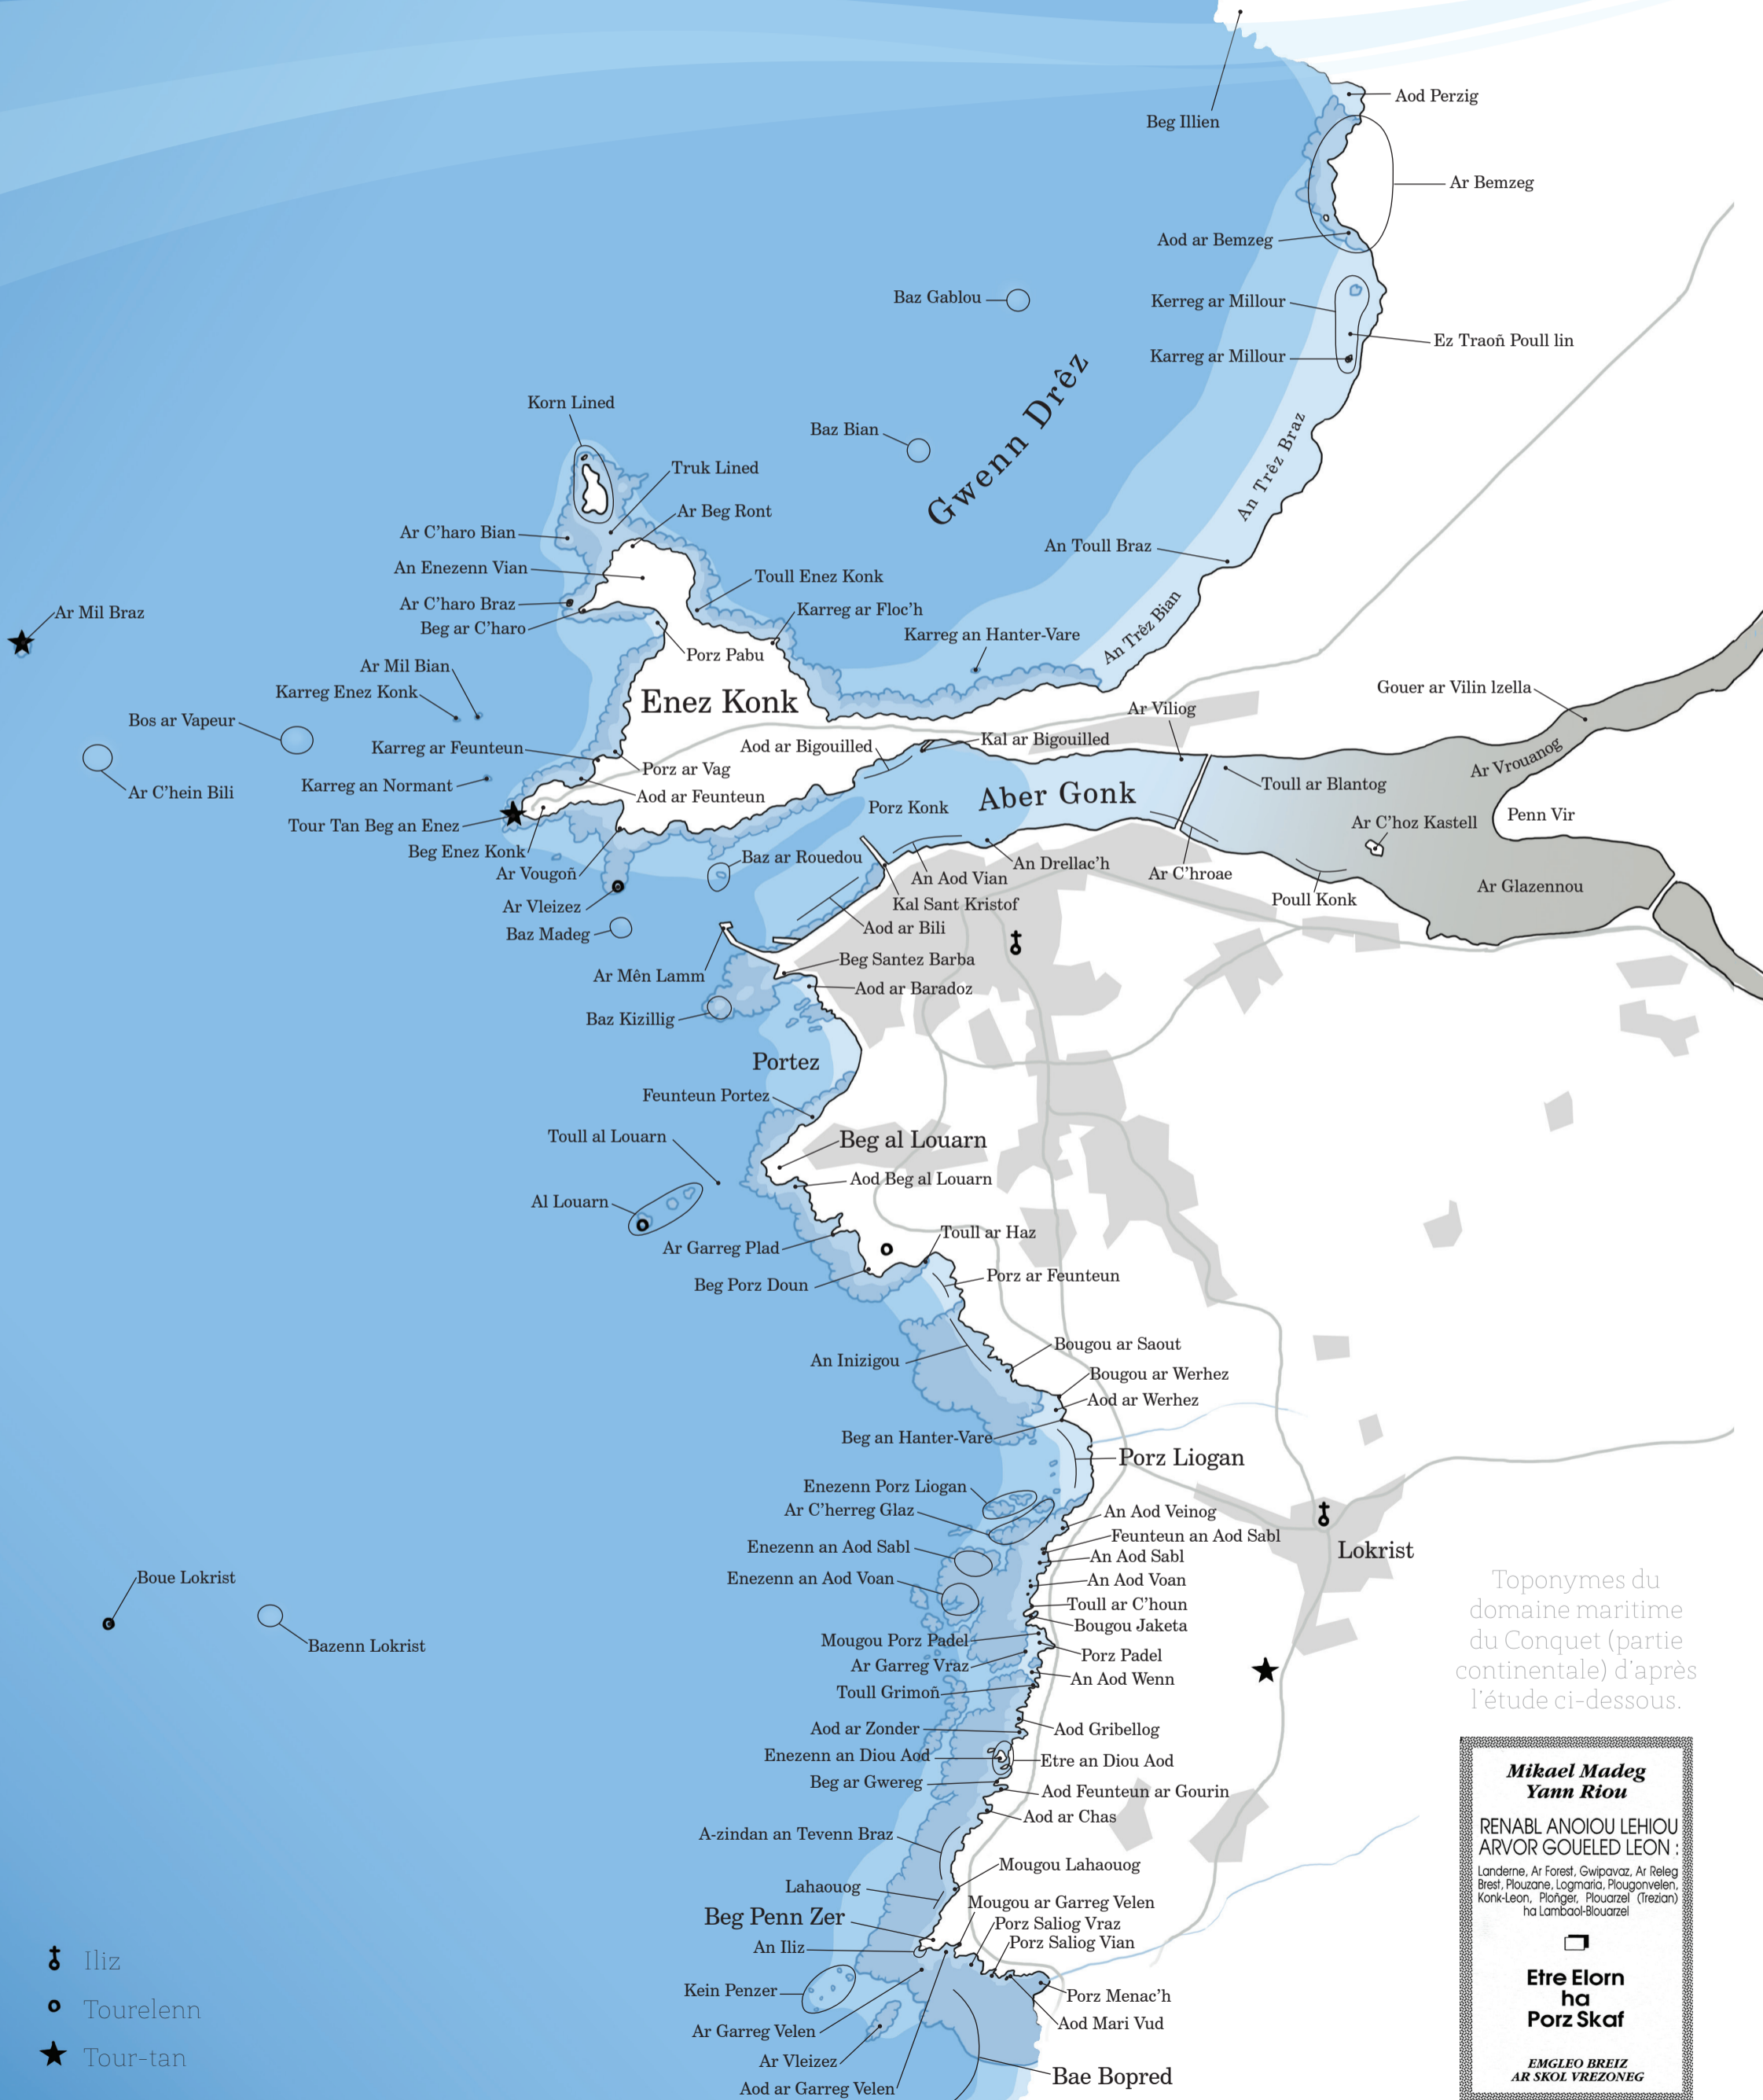 Beg Illien
Aod Perzig
Ar Bemzeg
Aod ar Bemzeg
Baz Gablou
Kerreg ar Millour
Ez Traoñ Poull lin
Karreg ar Millour
Korn Lined
Baz Bian
Gwenn Drêz
An Trêz Braz
Truk Lined
Ar Beg Ront
Ar C'haro Bian
An Toull Braz
An Enezenn Vian
Toull Enez Konk
Ar C'haro Braz
Karreg ar Floc'h
Ar Mil Braz
Beg ar C'haro
Karreg an Hanter-Vare
An Trêz Bian
Porz Pabu
Ar Mil Bian
Karreg Enez Konk
Enez Konk
Gouer ar Vilin lzella
Bos ar Vapeur
Ar Viliog
Karreg ar Feunteun
Aod ar Bigouilled
Kal ar Bigouilled
Porz ar Vag
Ar Vrouanog
Karreg an Normant
Ar C'hein Bili
Aod ar Feunteun
Toull ar Blantog
Porz Konk
Aber Gonk
Penn Vir
Tour Tan Beg an Enez
Ar C'hoz Kastell
Beg Enez Konk
Baz ar Rouedou
An Drellac'h
Ar Vougoñ
An Aod Vian
Ar C'hroae
Ar Glazennou
Ar Vleizez
Kal Sant Kristof
Poull Konk
Baz Madeg
Aod ar Bili
Ar Mên Lamm
Beg Santez Barba
Aod ar Baradoz
Baz Kizillig
Portez
Feunteun Portez
Toull al Louarn
Beg al Louarn
Aod Beg al Louarn
Al Louarn
Toull ar Haz
Ar Garreg Plad
Porz ar Feunteun
Beg Porz Doun
Bougou ar Saout
An Inizigou
Bougou ar Werhez
Aod ar Werhez
Beg an Hanter-Vare
Porz Liogan
Enezenn Porz Liogan
Ar C'herreg Glaz
An Aod Veinog
Feunteun an Aod Sabl
Enezenn an Aod Sabl
An Aod Sabl
Lokrist
Enezenn an Aod Voan
An Aod Voan
Boue Lokrist
Toull ar C'houn
Bougou Jaketa
Bazenn Lokrist
Mougou Porz Padel
Porz Padel
Ar Garreg Vraz
An Aod Wenn
Toull Grimoñ
Aod ar Zonder
Aod Gribellog
Enezenn an Diou Aod
Etre an Diou Aod
Beg ar Gwereg
Aod Feunteun ar Gourin
Aod ar Chas
A-zindan an Tevenn Braz
Mougou Lahaouog
Lahaouog
Mougou ar Garreg Velen
Beg Penn Zer
Porz Saliog Vraz
Porz Saliog Vian
An Iliz
Kein Penzer
Porz Menac'h
Aod Mari Vud
Ar Garreg Velen
Ar Vleizez
Bae Bopred
Aod ar Garreg Velen
Iliz
Tourelenn
Tour-tan
Toponymes du
domaine maritime
du Conquet (partie
continentale) d'après
l'étude ci-dessous.
Mikael Madeg
Yann Riou
RENABL ANOIOU LEHIOU
ARVOR GOUELED LEON :
Landerne, Ar Forest, Gwipavaz, Ar Releg
Brest, Plouzane, Logmaria, Plougonvelen,
Konk-Leon, Ploñger, Plouarzel (Trezian)
ha Lambaol-Blouarzel
Etre Elorn
ha
Porz Skaf
EMGLEO BREIZ
AR SKOL VREZONEG